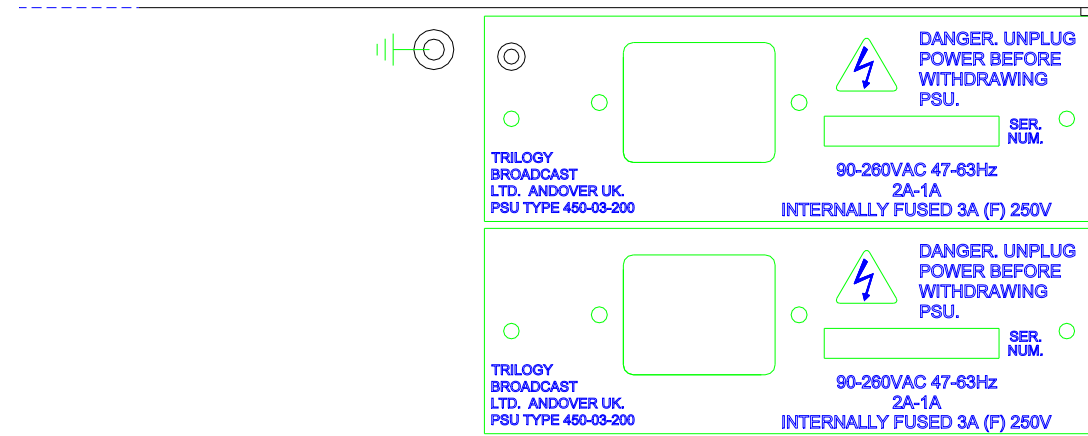 DANGER. UNPLUG
POWER BEFORE
WITHDRAWING
PSU.
SER.
NUM.
TRILOGY
BROADCAST
LTD. ANDOVER UK.
PSU TYPE 450-03-200
90-260VAC 47-63Hz
2A-1A
INTERNALLY FUSED 3A (F) 250V
DANGER. UNPLUG
POWER BEFORE
WITHDRAWING
PSU.
SER.
NUM.
TRILOGY
BROADCAST
LTD. ANDOVER UK.
PSU TYPE 450-03-200
90-260VAC 47-63Hz
2A-1A
INTERNALLY FUSED 3A (F) 250V